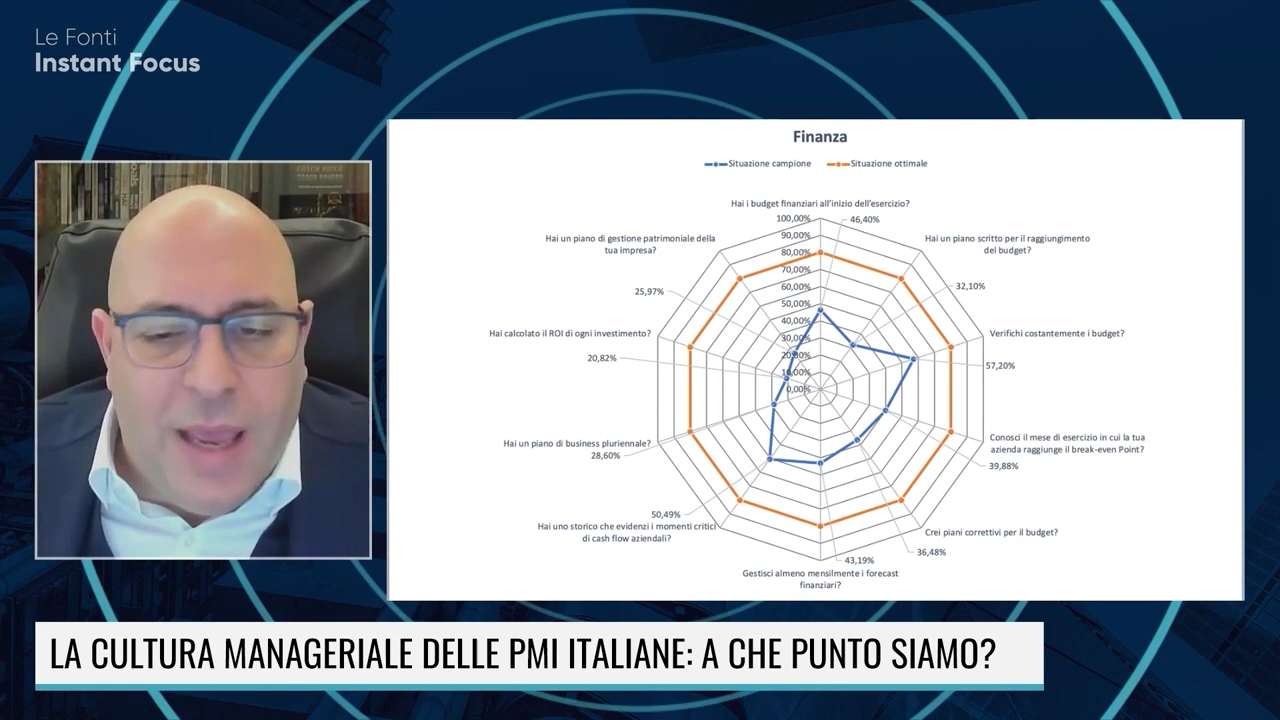 Le Fonti
Instant Focus
Finanza
Situazione campione
Situazione ottimale
Hai i budget finanziari all'inizio dell'esercizio?
100,00%
90,00%
80,00%
70,00%
60,00%
50,00%
40,00%
30,00%
20,00%
10,00%
0,00%
46,40%
Hai un piano scritto per il raggiungimento
del budget?
32,10%
Verifichi costantemente i budget?
57,20%
Conosci il mese di esercizio in cui la tua
azienda raggiunge il break-even Point?
39,88%
Crei piani correttivi per il budget?
36,48%
43,19%
Gestisci almeno mensilmente i forecast
finanziari?
50,49%
Hai uno storico che evidenzi i momenti critici
di cash flow aziendali?
Hai un piano di business pluriennale?
28,60%
Hai calcolato il ROI di ogni investimento?
20,82%
Hai un piano di gestione patrimoniale della
tua impresa?
25,97%
LA CULTURA MANAGERIALE DELLE PMI ITALIANE: A CHE PUNTO SIAMO?